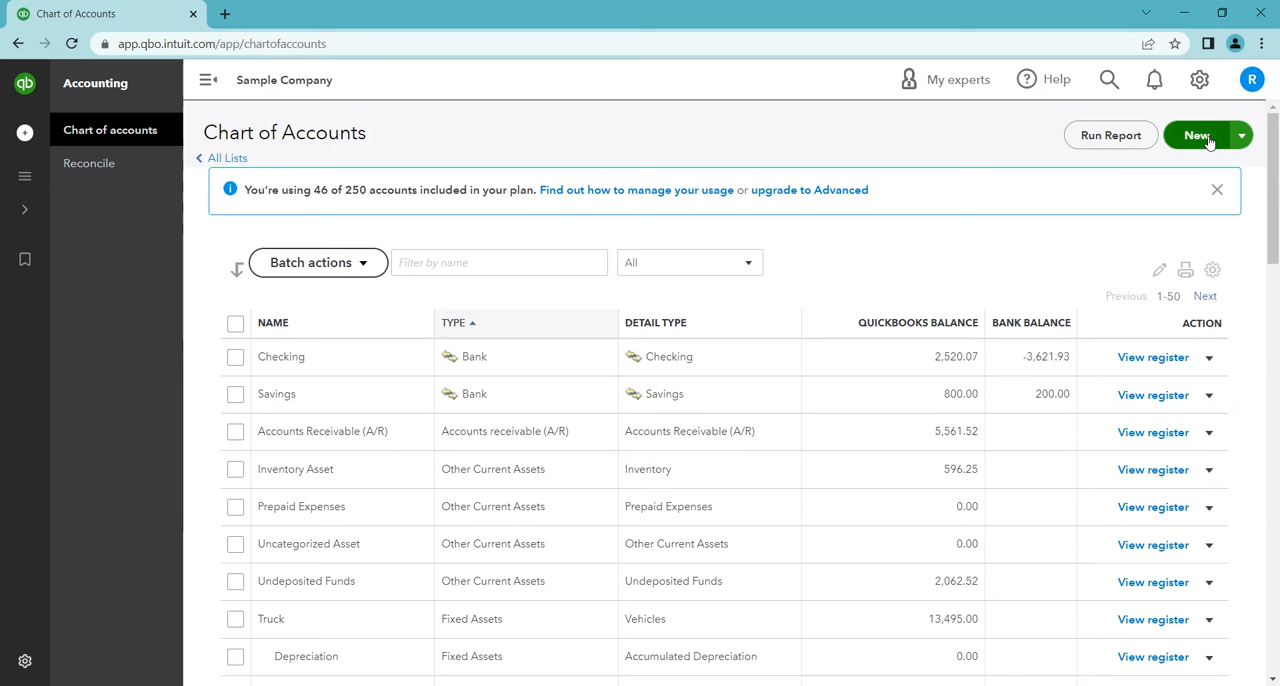 qb Chart of Accounts
app.qbo.intuit.com/app/chartofaccounts
qb Accounting
Sample Company
My experts
Help
R
Chart of accounts
Reconcile
Chart of Accounts
Run Report
New
All Lists
You're using 46 of 250 accounts included in your plan. Find out how to manage your usage or upgrade to Advanced
Batch actions
Filter by name
All
Previous 1-50 Next
NAME TYPE DETAIL TYPE QUICKBOOKS BALANCE BANK BALANCE ACTION
Checking Bank Checking 2,520.07 -3,621.93 View register
Savings Bank Savings 800.00 200.00 View register
Accounts Receivable (A/R) Accounts receivable (A/R) Accounts Receivable (A/R) 5,561.52 View register
Inventory Asset Other Current Assets Inventory 596.25 View register
Prepaid Expenses Other Current Assets Prepaid Expenses 0.00 View register
Uncategorized Asset Other Current Assets Other Current Assets 0.00 View register
Undeposited Funds Other Current Assets Undeposited Funds 2,062.52 View register
Truck Fixed Assets Vehicles 13,495.00 View register
Depreciation Fixed Assets Accumulated Depreciation 0.00 View register